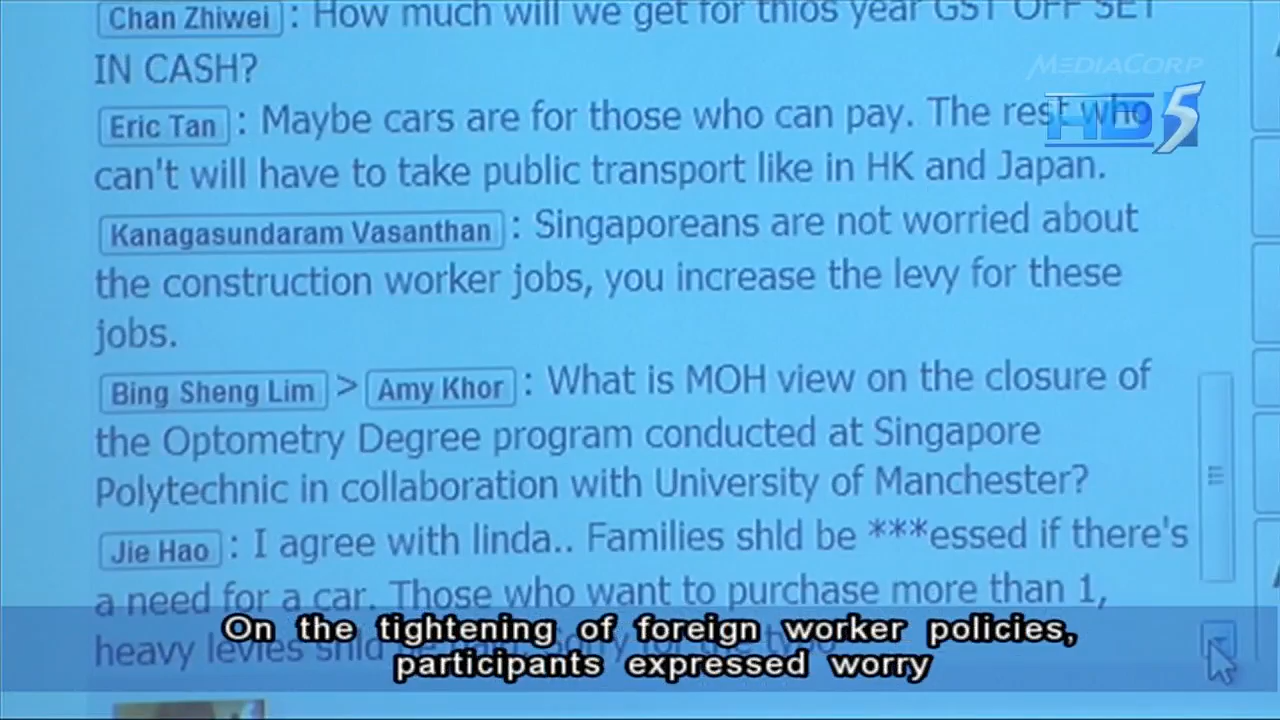 Chan Zhiwei : How much will we get for thios year GST OFF SET
IN CASH?
MEDIACORP
HD5
Eric Tan : Maybe cars are for those who can pay. The rest who
can't will have to take public transport like in HK and Japan.
Kanagasundaram Vasanthan : Singaporeans are not worried about
the construction worker jobs, you increase the levy for these
jobs.
Bing Sheng Lim > Amy Khor : What is MOH view on the closure of
the Optometry Degree program conducted at Singapore
Polytechnic in collaboration with University of Manchester?
Jie Hao : I agree with linda.. Families shld be ***essed if there's
a need for a car. Those who want to purchase more than 1,
heavy levies shld
On the tightening of foreign worker policies,
participants expressed worry